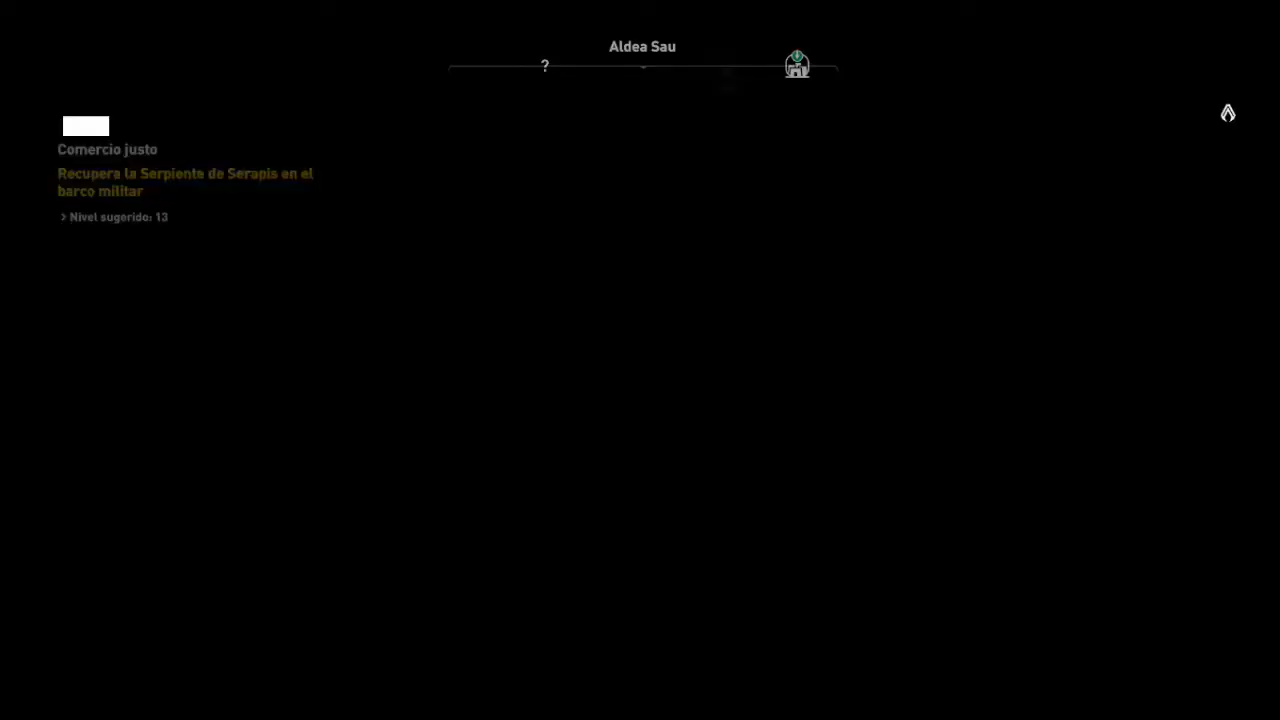 Aldea Sau
?
Comercio justo
Recupera la Serpiente de Serapis en el
barco militar
> Nivel sugerido: 13